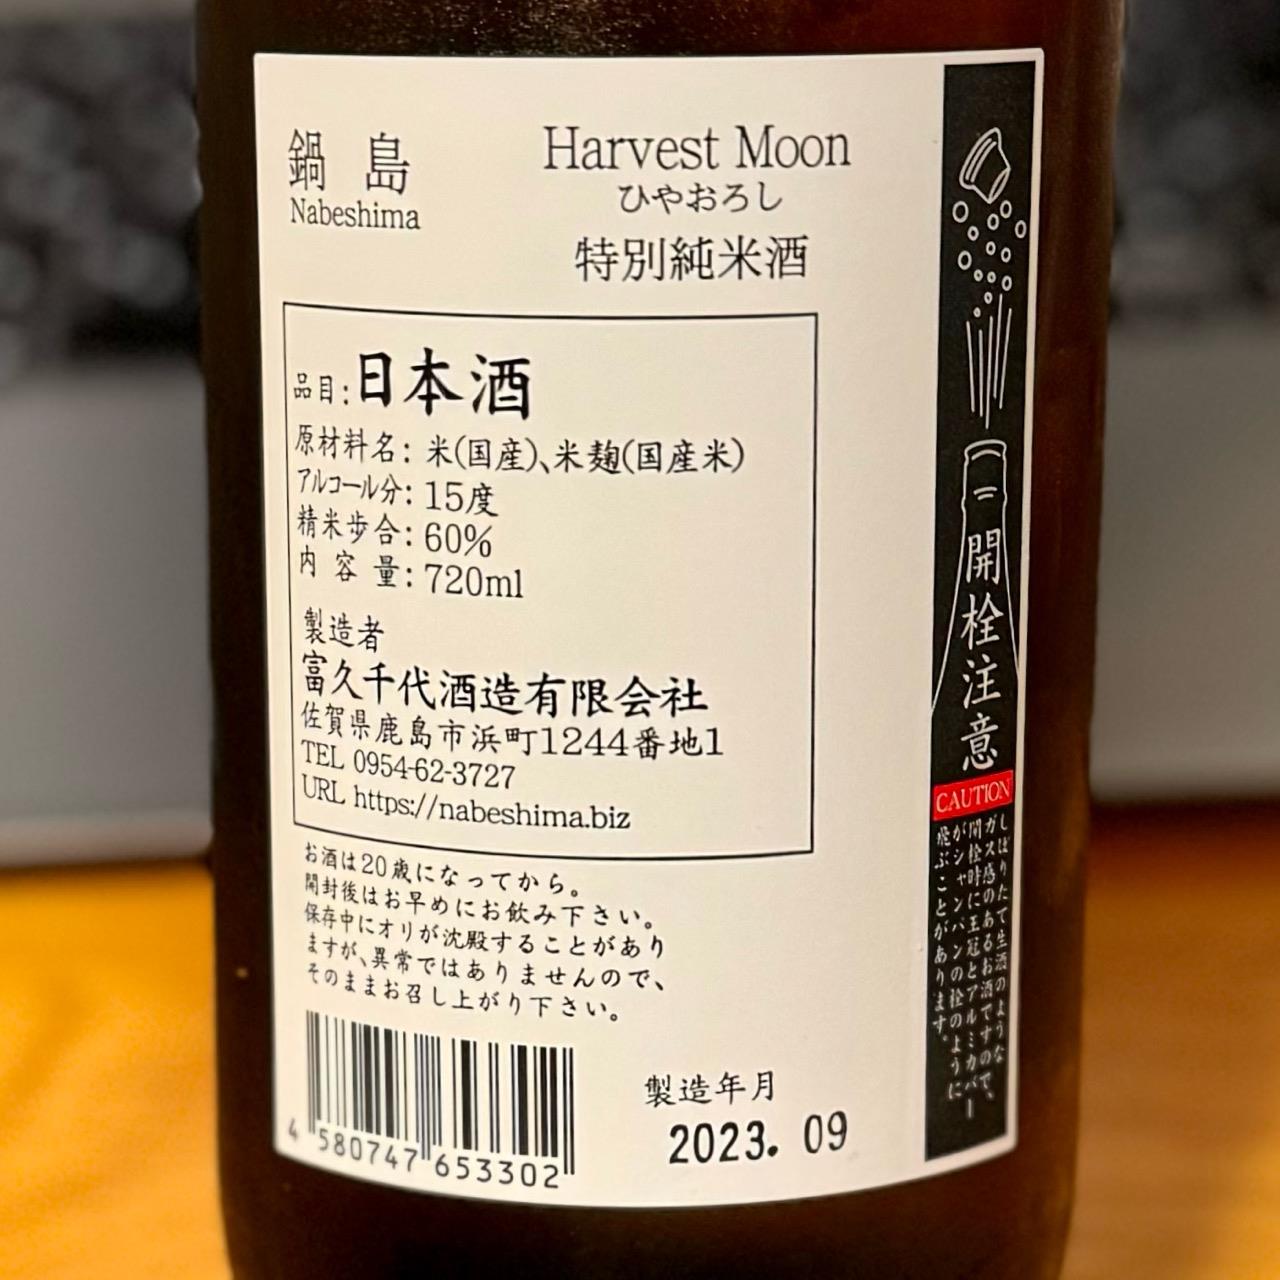 鍋島
Nabeshima
Harvest Moon
ひやおろし
特別純米酒
品目:日本酒
原材料名:米(国産)、米麹(国産米)
アルコール分:15度
精米歩合:60%
内容量:720ml
製造者
富久千代酒造有限会社
佐賀県鹿島市浜町1244番地1
TEL 0954-62-3727
URL https://nabeshima.biz
お酒は20歳になってから。
開封後はお早めにお飲み下さい。
保存中にオリが沈殿することがあり
ますが、異常ではありませんので、
そのままお召し上がり下さい。
4 580747 653302
製造年月
2023. 09
開栓注意
CAUTION
しぼりたて生酒のような
ガス感のあるお酒ですので、
開栓時に王冠とアルミカバー
がシャンパンの栓のように
飛ぶことがあります。